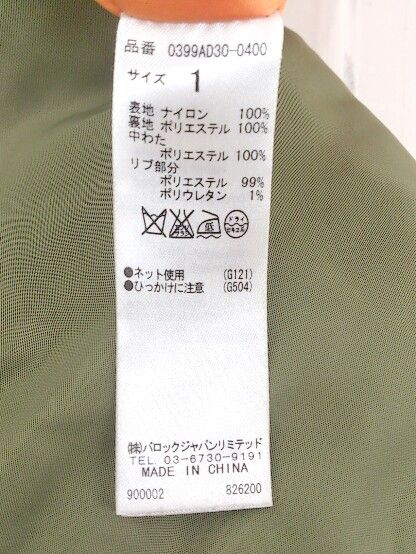 品番 0399AD30-0400
サイズ 1
表地 ナイロン 100%
裏地 ポリエステル 100%
中わた
ポリエステル 100%
リブ部分
ポリエステル 99%
ポリウレタン 1%
●ネット使用 (G121)
●ひっかけに注意 (G504)
㈱バロックジャパンリミテッド
TEL. 03-6730-9191
MADE IN CHINA
900002 826200